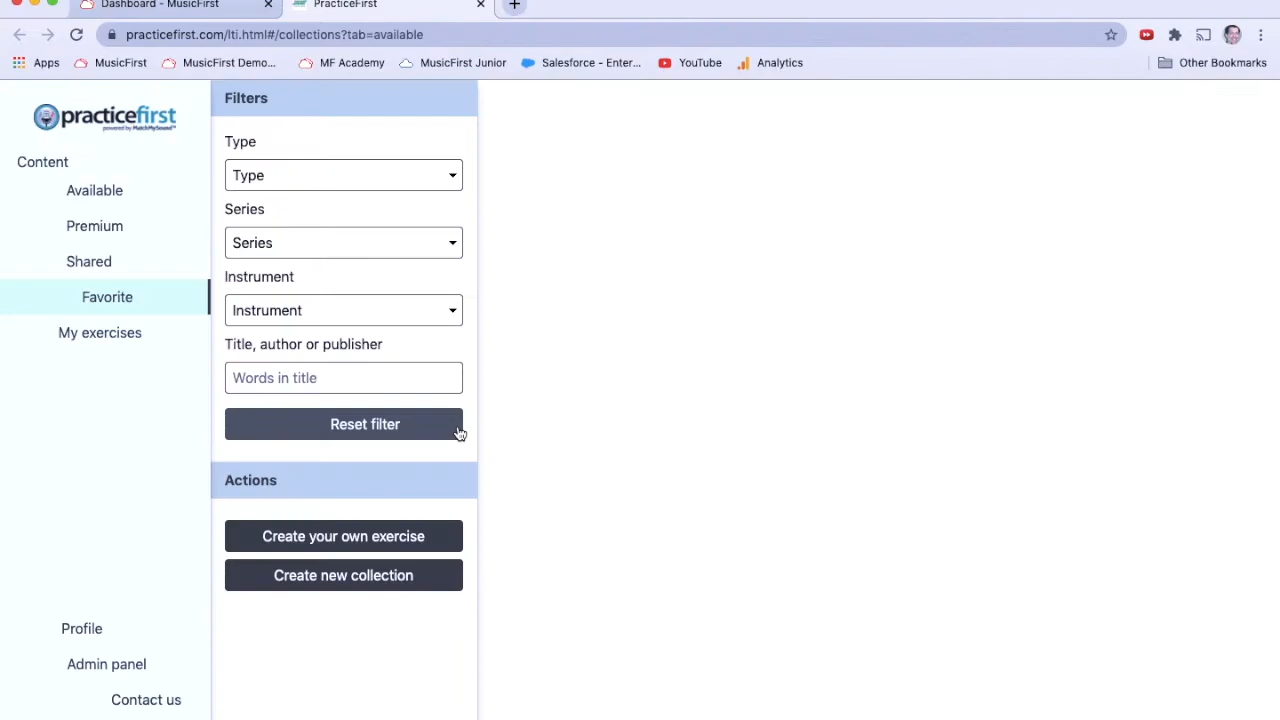 Dashboard - MusicFirst
PracticeFirst
practicefirst.com/lti.html#/collections?tab=available
Apps MusicFirst MusicFirst Demo... MF Academy MusicFirst Junior Salesforce - Enter... YouTube Analytics Other Bookmarks
practicefirst
powered by MatchMySound™
Content
Available
Premium
Shared
Favorite
My exercises
Profile
Admin panel
Contact us
Filters
Type
Type
Series
Series
Instrument
Instrument
Title, author or publisher
Words in title
Reset filter
Actions
Create your own exercise
Create new collection